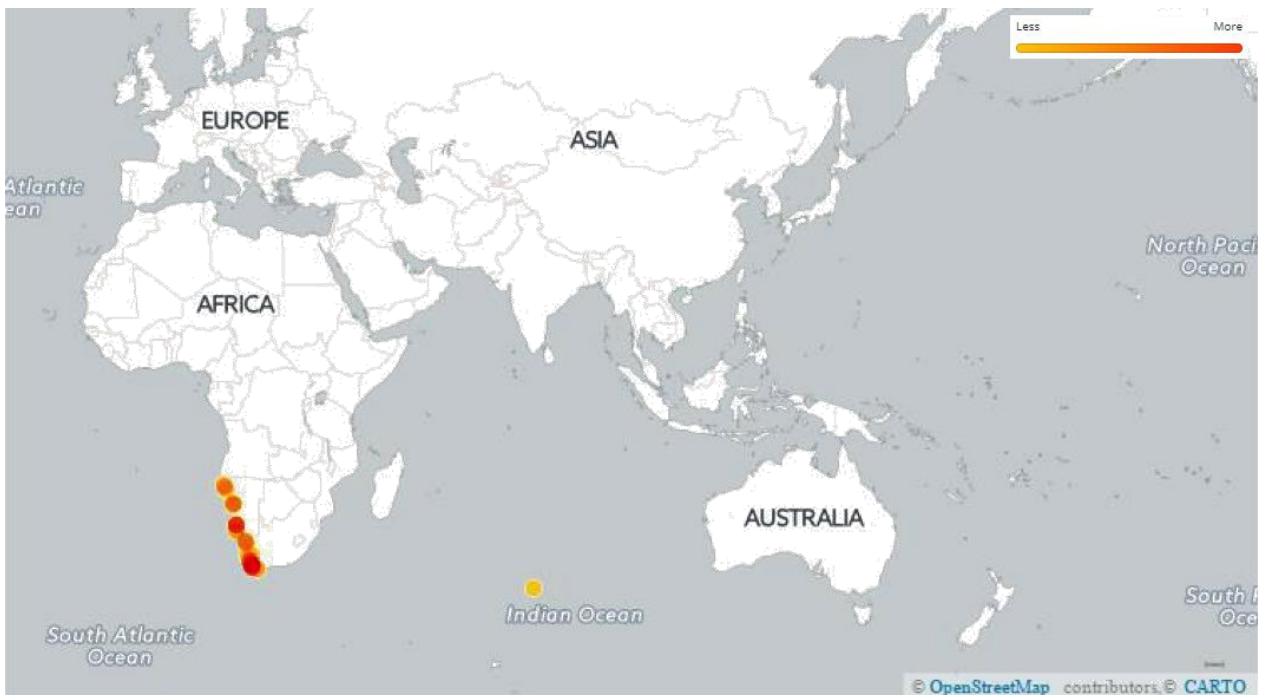 Less More
EUROPE
ASIA
Atlantic
ean
North Paci
Ocean
AFRICA
AUSTRALIA
South P
Oce
Indian Ocean
South Atlantic
Ocean
© OpenStreetMap contributors, © CARTO